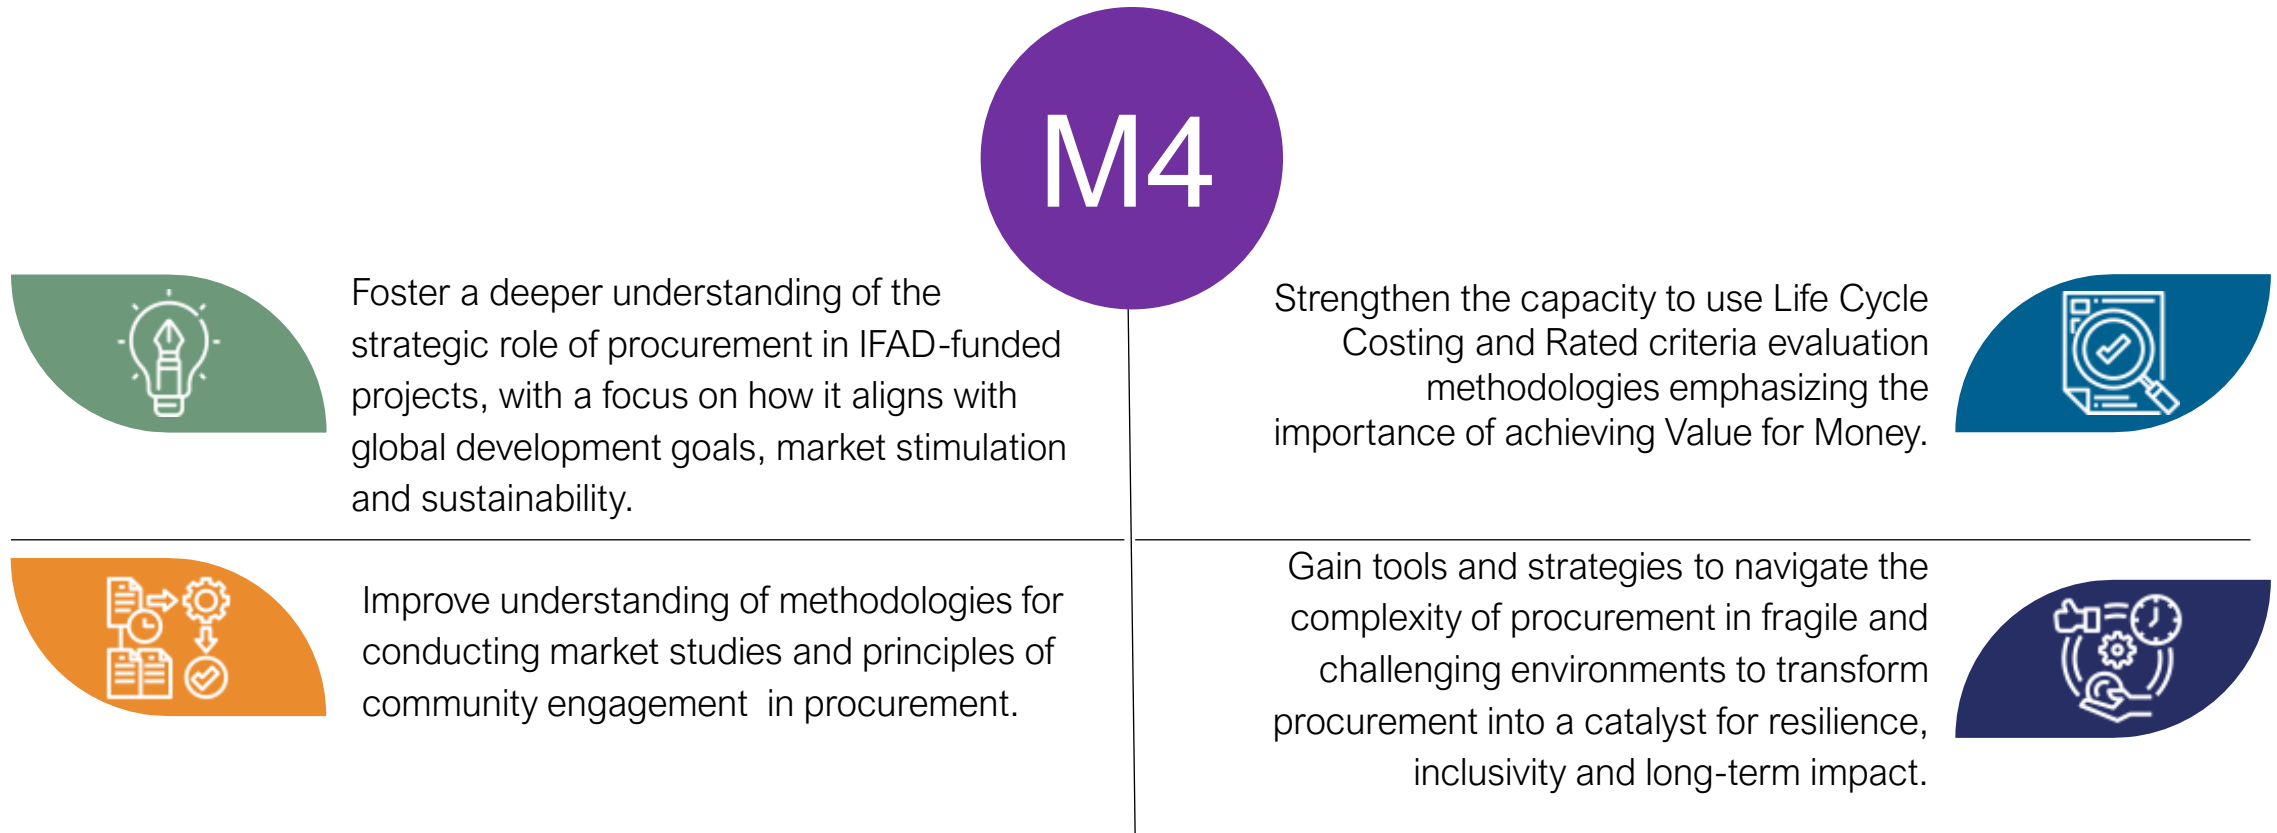 M4
Foster a deeper understanding of the
strategic role of procurement in IFAD-funded
projects, with a focus on how it aligns with
global development goals, market stimulation
and sustainability.
Strengthen the capacity to use Life Cycle
Costing and Rated criteria evaluation
methodologies emphasizing the
importance of achieving Value for Money.
Improve understanding of methodologies for
conducting market studies and principles of
community engagement  in procurement.
Gain tools and strategies to navigate the
complexity of procurement in fragile and
challenging environments to transform
procurement into a catalyst for resilience,
inclusivity and long-term impact.